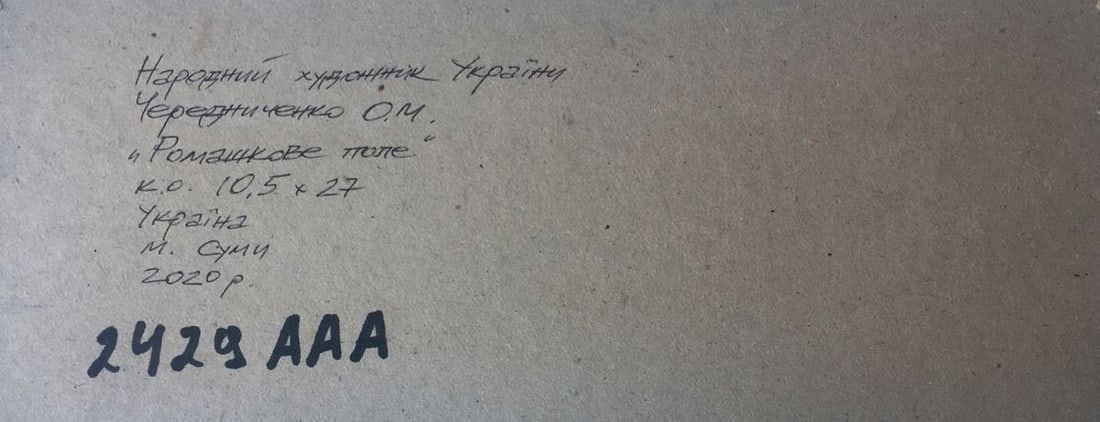 Народний художник України
Чередниченко О.М.
„Ромашкове поле"
к.о. 10,5 х 27
Україна
м. Суми
2020 р.
2429 ААА